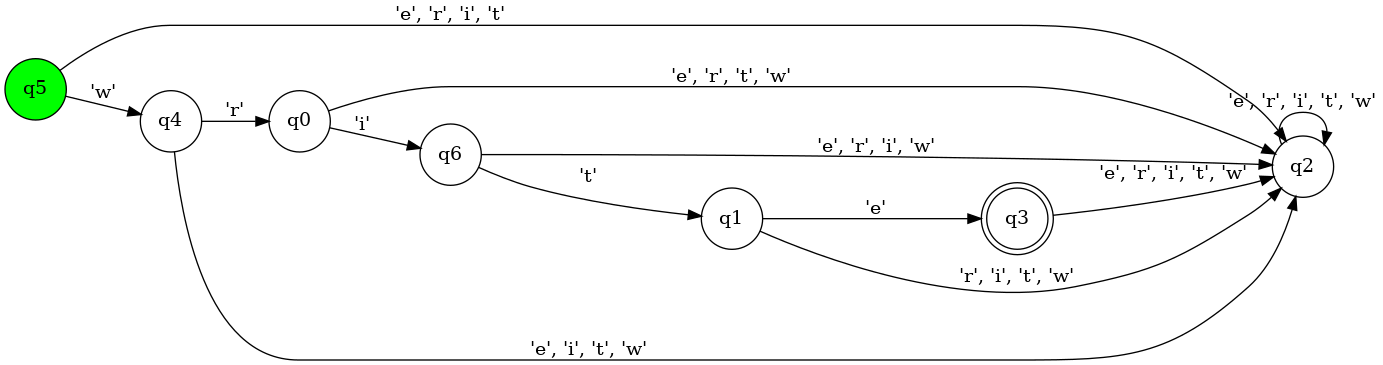 'e', 'r', 'i', 't'
'e', 'r', 't', 'w'
q5
'w'
'e', 'r', 'i', 't', 'w'
q4
'r'
q0
'i'
q6
'e', 'r', 'i', 'w'
q2
't'
'e', 'r', 'i', 't', 'w'
q1
'e'
q3
'r', 'i', 't', 'w'
'e', 'i', 't', 'w'